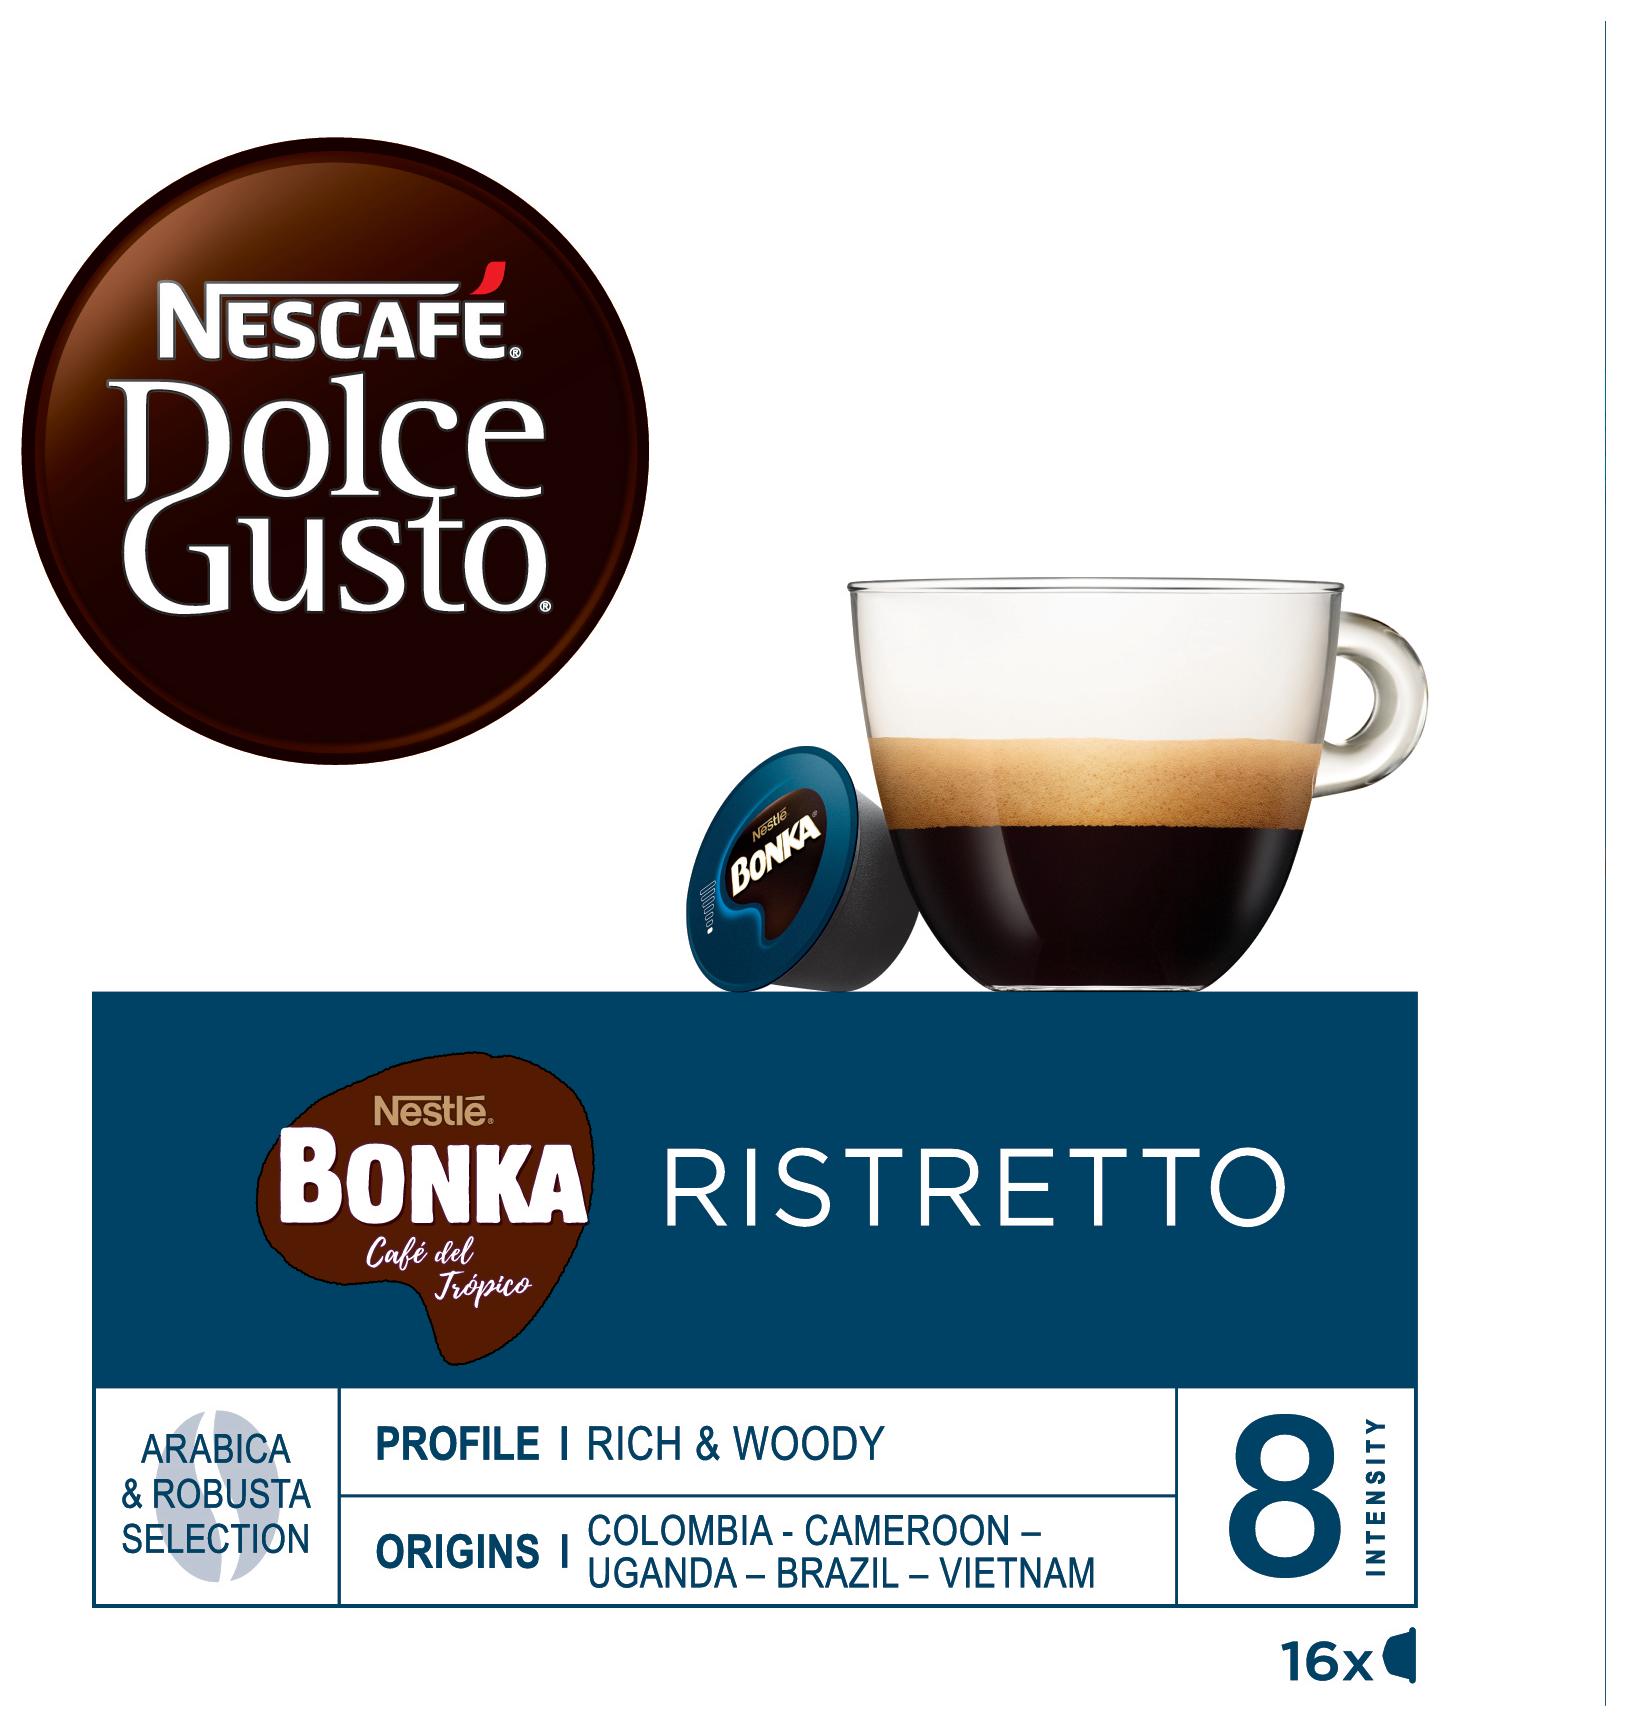 NESCAFÉ®
Dolce
Gusto®
Nestlé
BONKA®
Nestlé®
BONKA
Café del
Trópico
RISTRETTO
ARABICA
& ROBUSTA
SELECTION
PROFILE I RICH & WOODY
ORIGINS I COLOMBIA - CAMEROON –
UGANDA – BRAZIL – VIETNAM
8
INTENSITY
16x